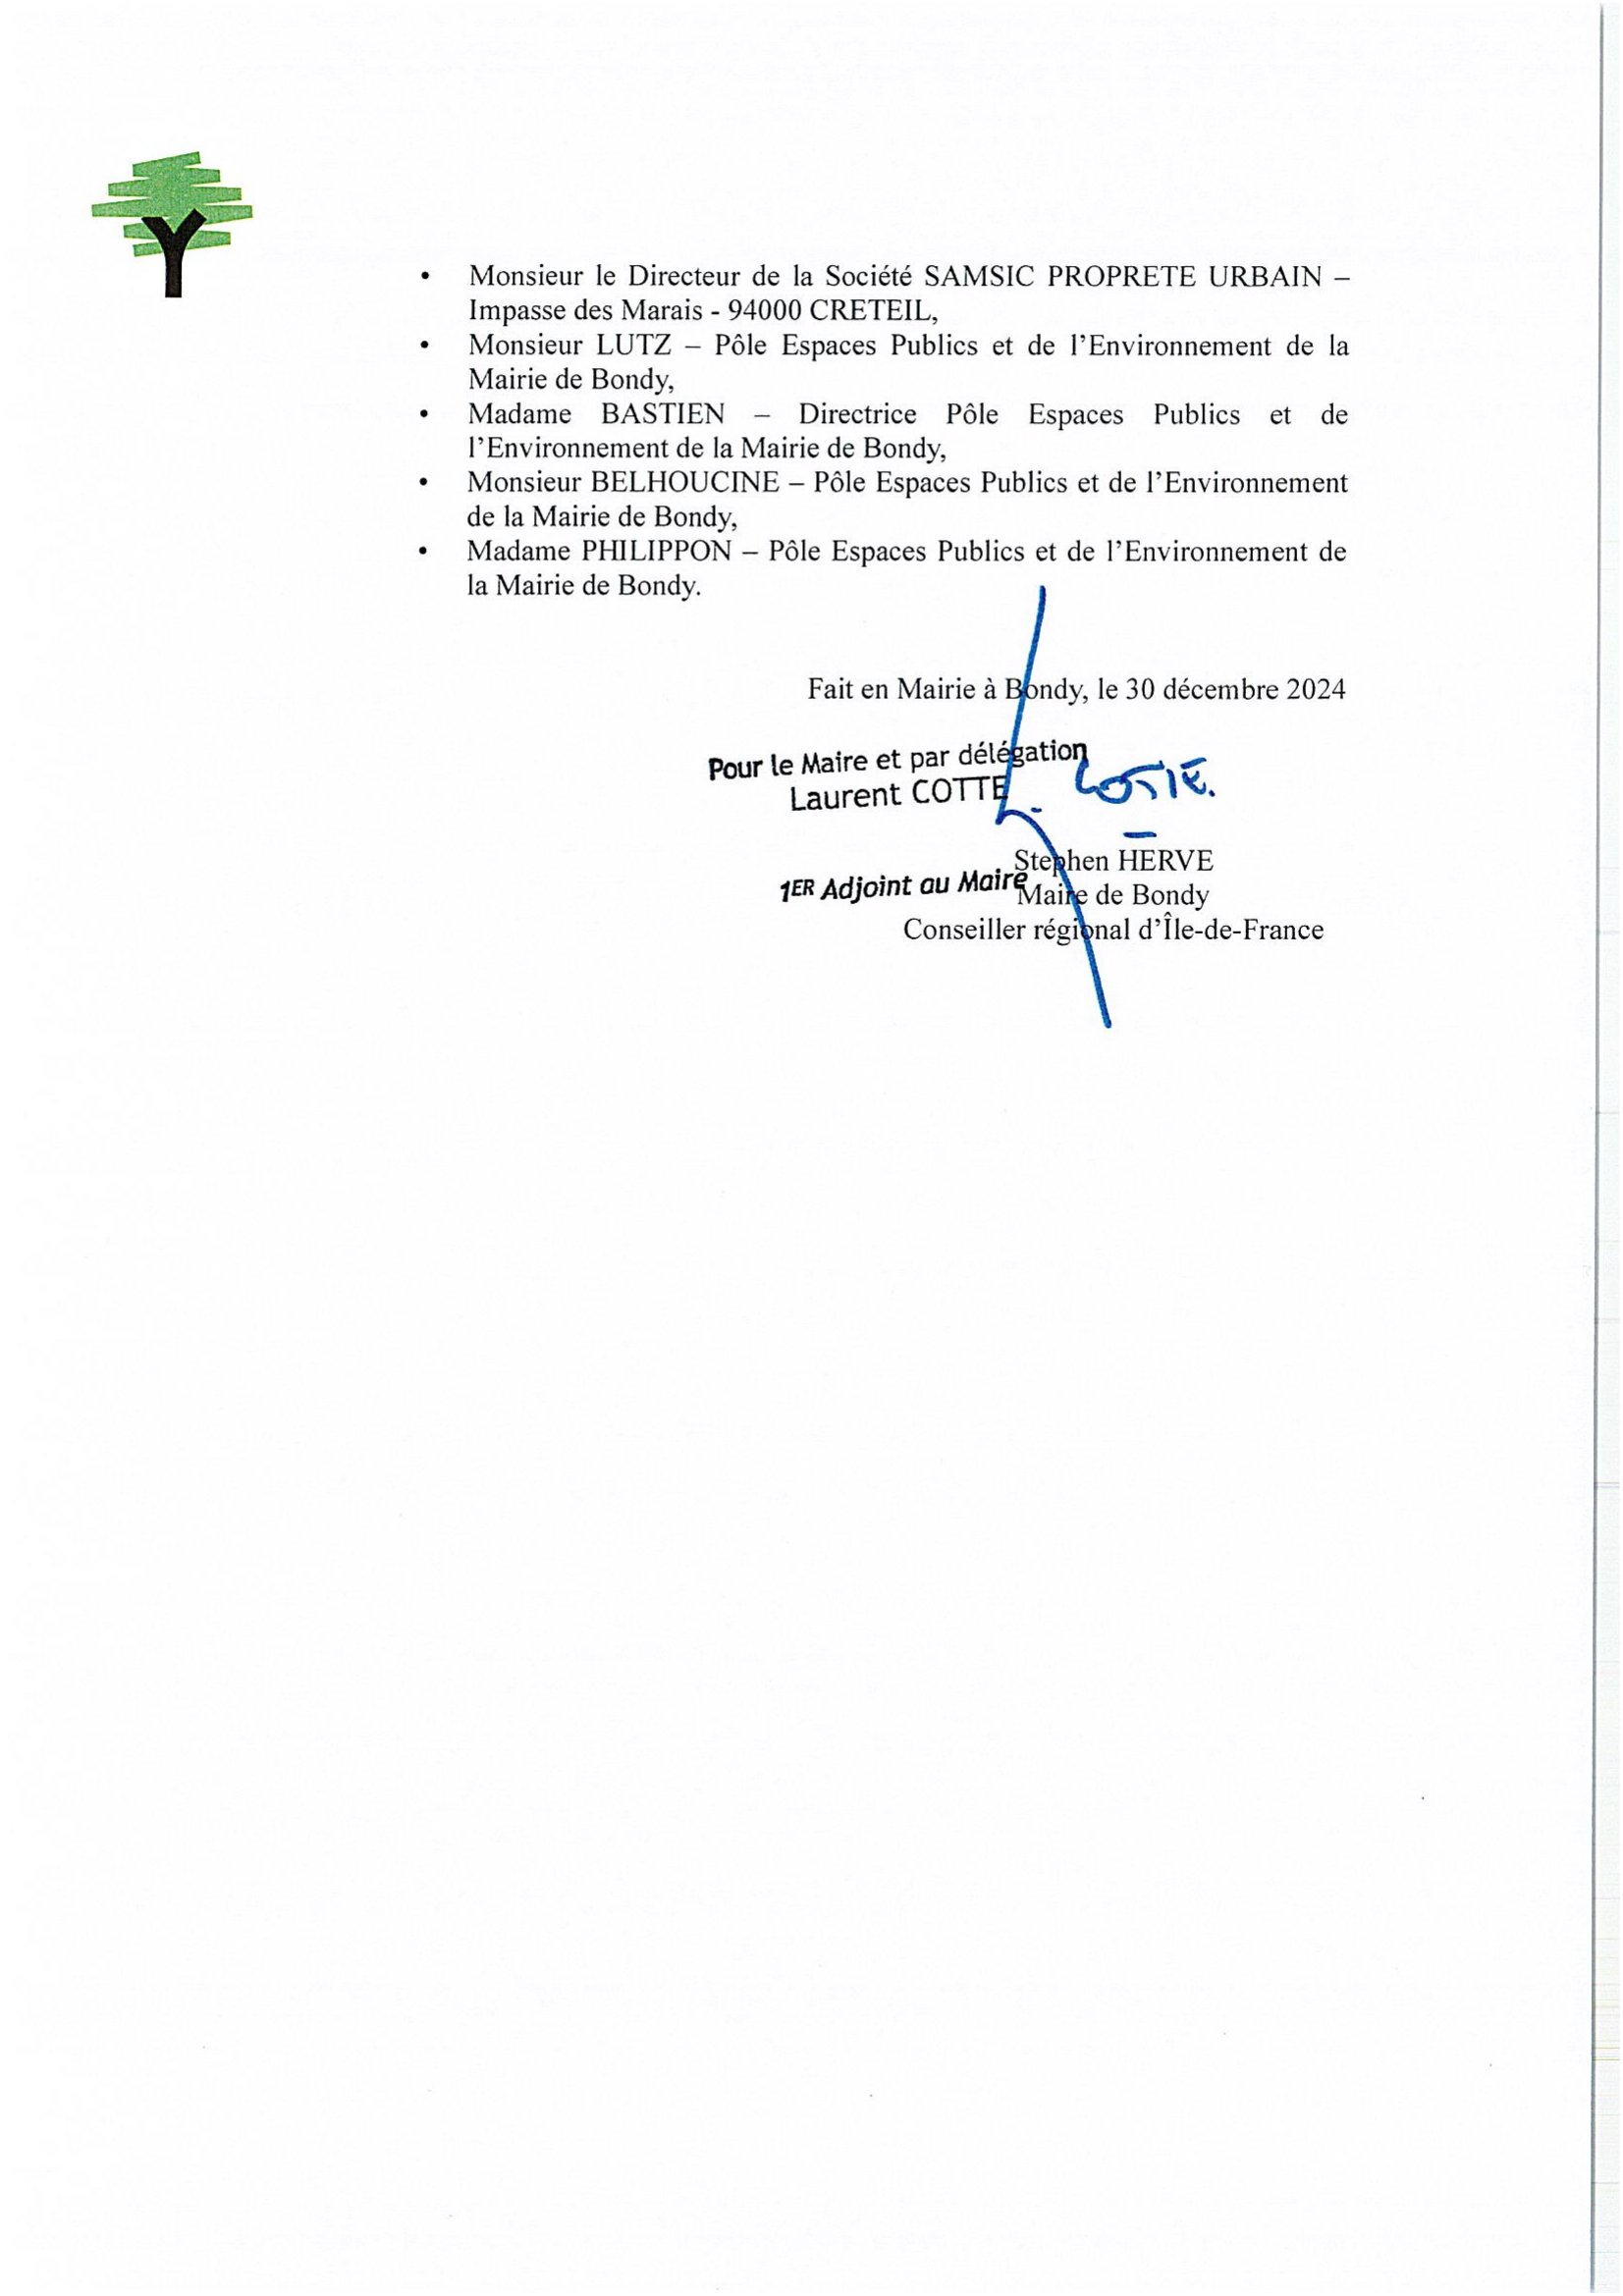 • Monsieur le Directeur de la Société SAMSIC PROPRETE URBAIN –
Impasse des Marais - 94000 CRETEIL,
• Monsieur LUTZ – Pôle Espaces Publics et de l’Environnement de la
Mairie de Bondy,
• Madame BASTIEN – Directrice Pôle Espaces Publics et de
l’Environnement de la Mairie de Bondy,
• Monsieur BELHOUCINE – Pôle Espaces Publics et de l’Environnement
de la Mairie de Bondy,
• Madame PHILIPPON – Pôle Espaces Publics et de l’Environnement de
la Mairie de Bondy.
Fait en Mairie à Bondy, le 30 décembre 2024
Pour le Maire et par délégation
Laurent COTTE
L. COTTE.
Stephen HERVE
1ER Adjoint au Maire
Maire de Bondy
Conseiller régional d’Île-de-France